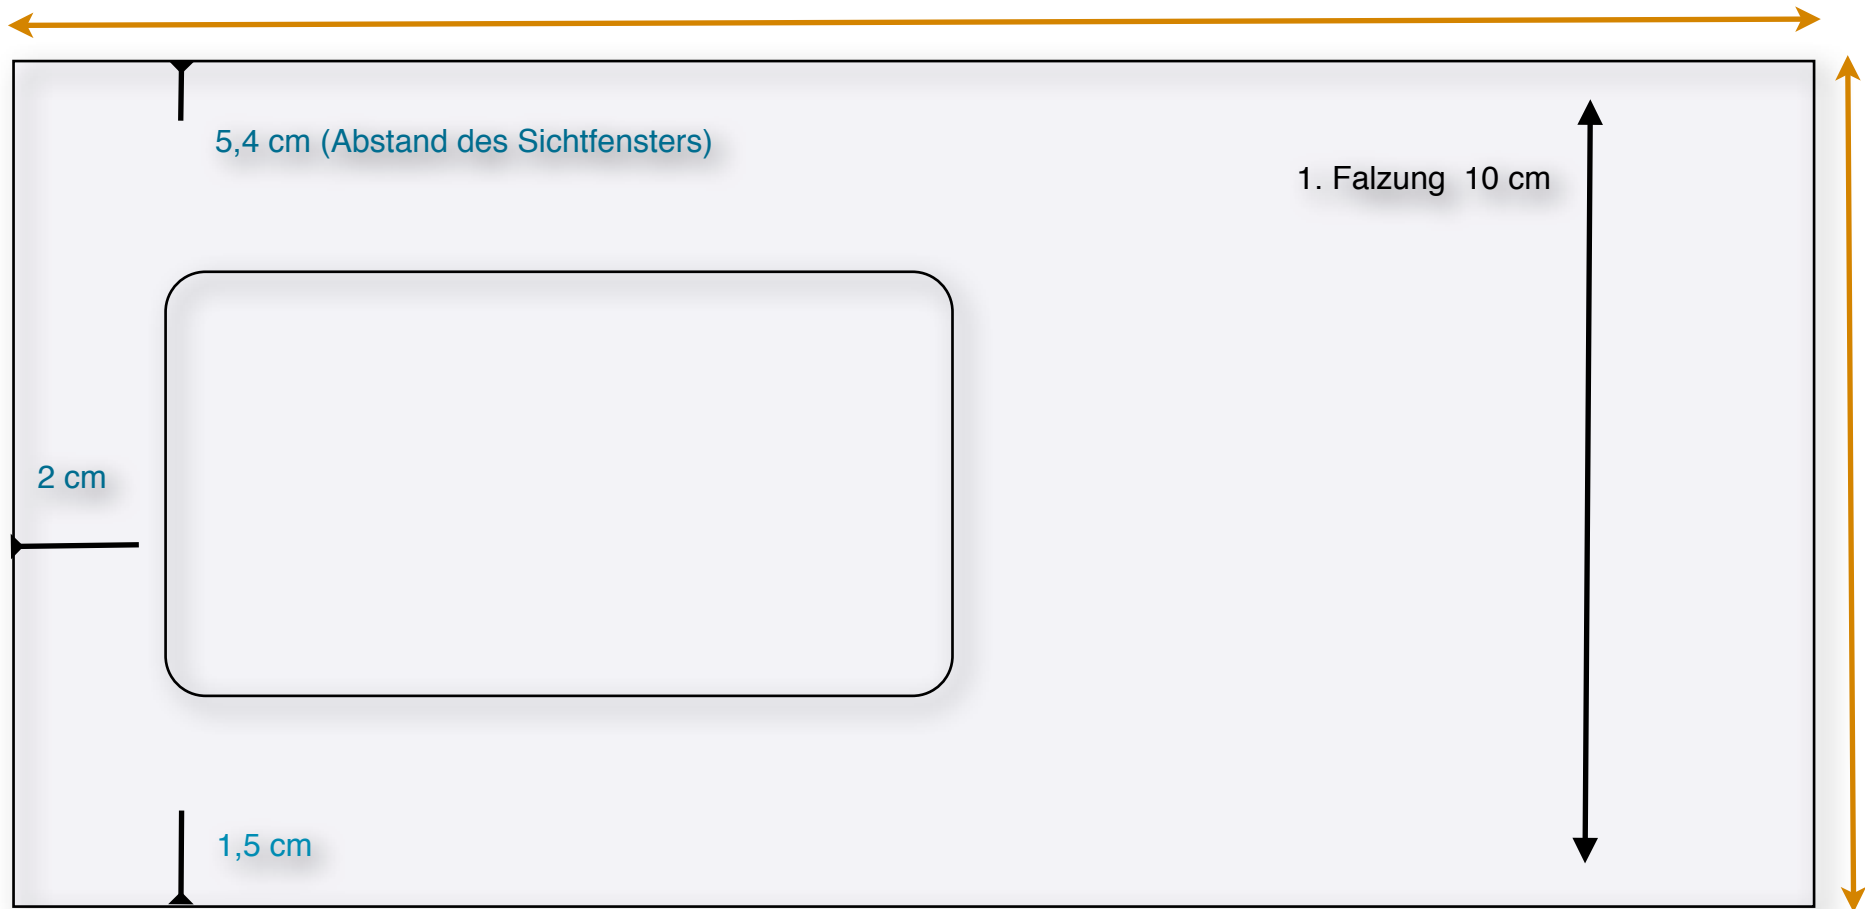 5,4 cm (Abstand des Sichtfensters)
1. Falzung  10 cm
2 cm
1,5 cm